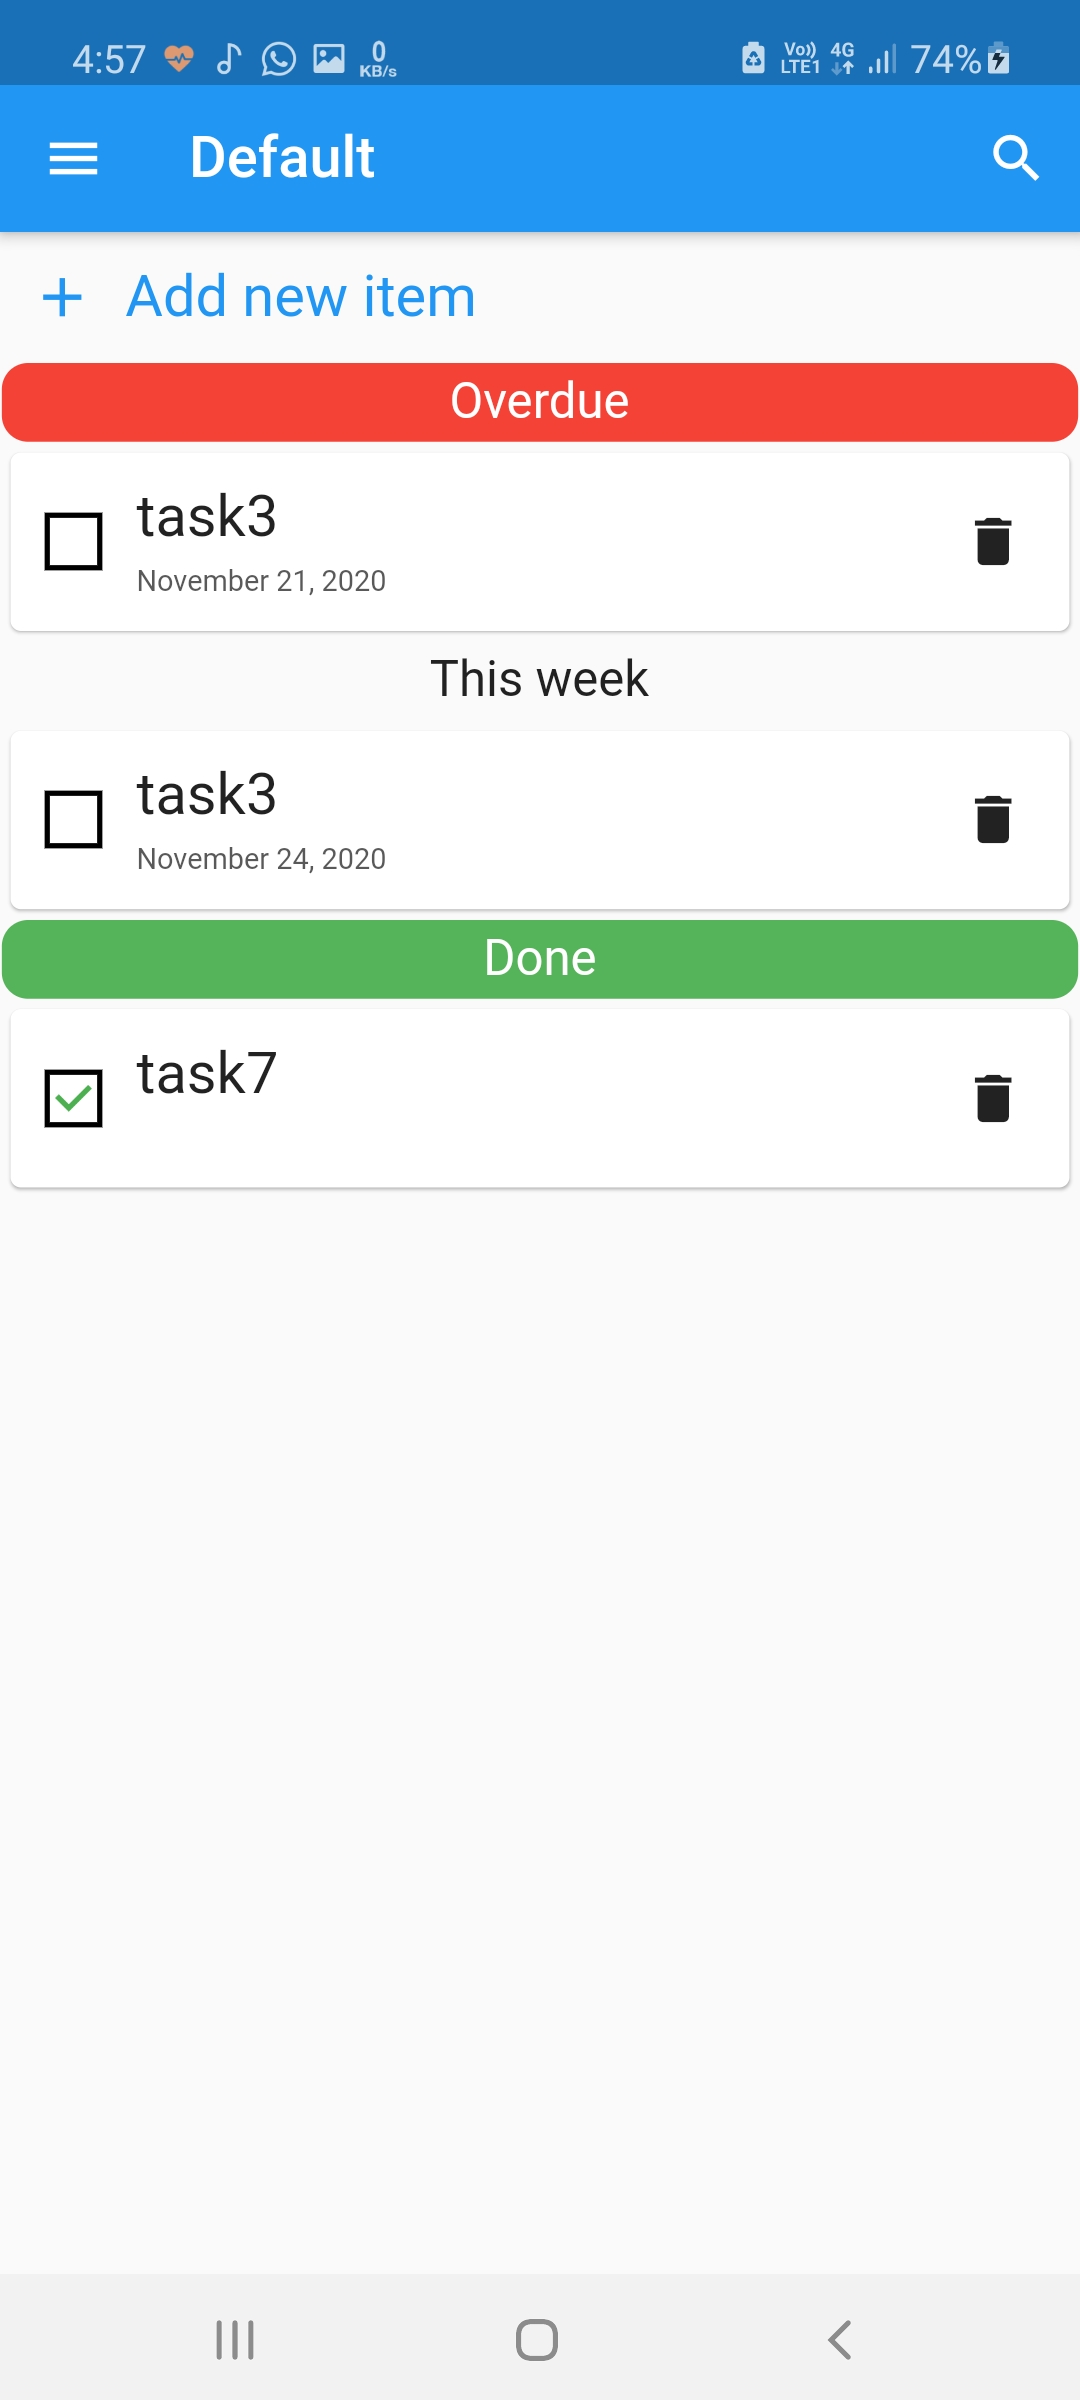 4:57 0 KB/s Vo)) LTE1 4G 74%
Default
Add new item
Overdue
task3
November 21, 2020
This week
task3
November 24, 2020
Done
task7